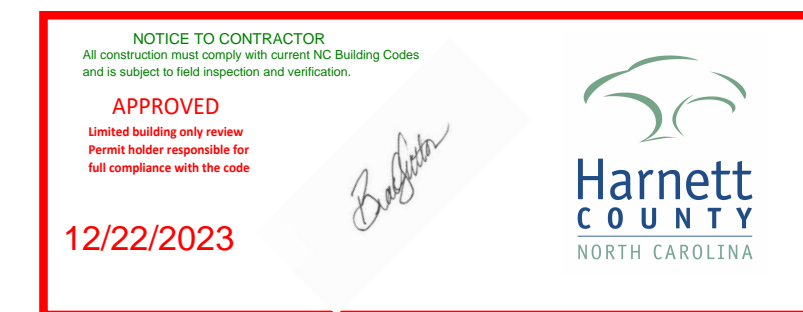 NOTICE TO CONTRACTOR
All construction must comply with current NC Building Codes
and is subject to field inspection and verification.
APPROVED
Limited building only review
Permit holder responsible for
full compliance with the code
12/22/2023
Harnett
COUNTY
NORTH CAROLINA